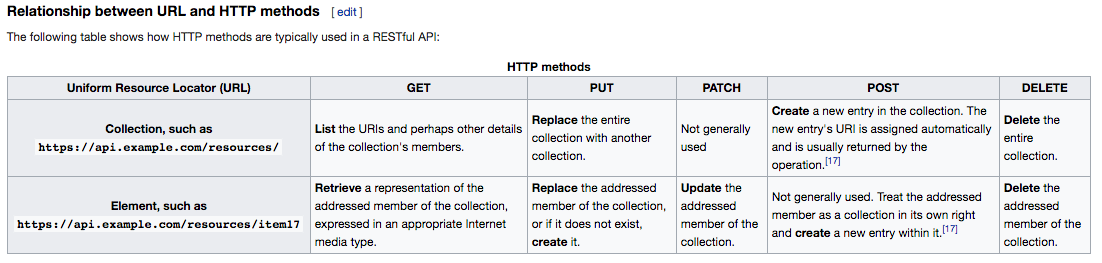 Relationship between URL and HTTP methods [ edit ]
The following table shows how HTTP methods are typically used in a RESTful API:
HTTP methods
Uniform Resource Locator (URL) GET PUT PATCH POST DELETE
Collection, such as
https://api.example.com/resources/
List the URIs and perhaps other details
of the collection's members.
Replace the entire
collection with another
collection.
Not generally
used
Create a new entry in the collection. The
new entry's URI is assigned automatically
and is usually returned by the
operation.[17]
Delete the
entire
collection.
Element, such as
https://api.example.com/resources/item17
Retrieve a representation of the
addressed member of the collection,
expressed in an appropriate Internet
media type.
Replace the addressed
member of the collection,
or if it does not exist,
create it.
Update the
addressed
member of the
collection.
Not generally used. Treat the addressed
member as a collection in its own right
and create a new entry within it.[17]
Delete the
addressed
member of the
collection.